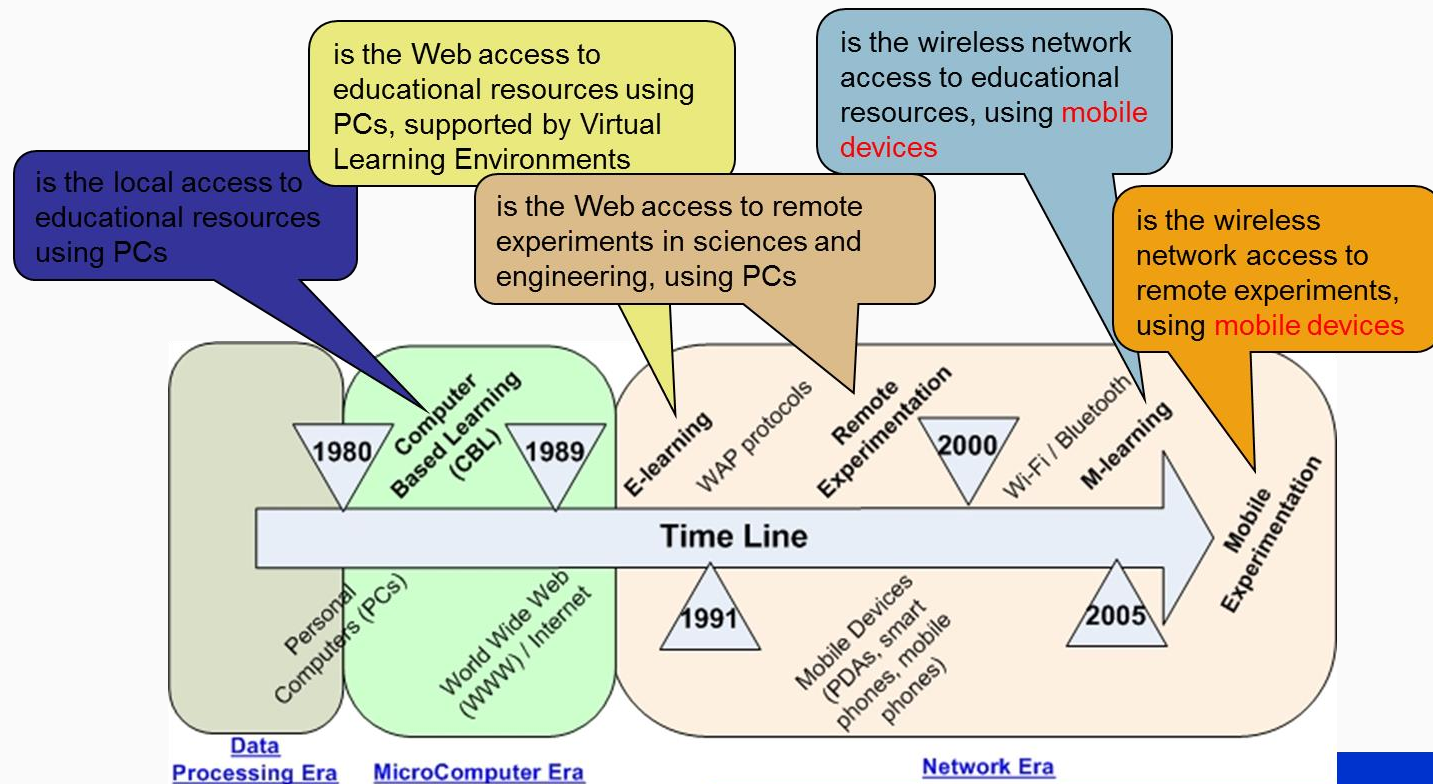 is the Web access to
educational resources using
PCs, supported by Virtual
Learning Environments
is the wireless network
access to educational
resources, using mobile
devices
is the local access to
educational resources
using PCs
is the Web access to remote
experiments in sciences and
engineering, using PCs
is the wireless
network access to
remote experiments,
using mobile devices
1980
Computer
Based Learning
(CBL)
1989
E-learning
WAP protocols
Remote
Experimentation
2000
Wi-Fi / Bluetooth
M-learning
Mobile
Experimentation
Time Line
Personal
Computers (PCs)
World Wide Web
(WWW) / Internet
1991
Mobile Devices
(PDAs, smart
phones, mobile
phones)
2005
Data
Processing Era
MicroComputer Era
Network Era